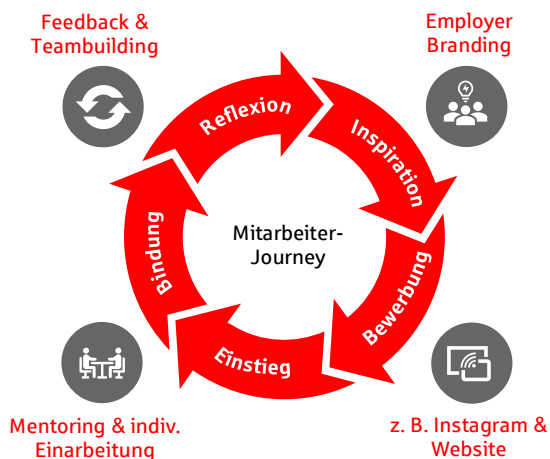 Feedback &
Teambuilding
Employer
Branding
Reflexion
Inspiration
Mitarbeiter-
Journey
Bindung
Bewerbung
Einstieg
Mentoring & indiv.
Einarbeitung
z. B. Instagram &
Website